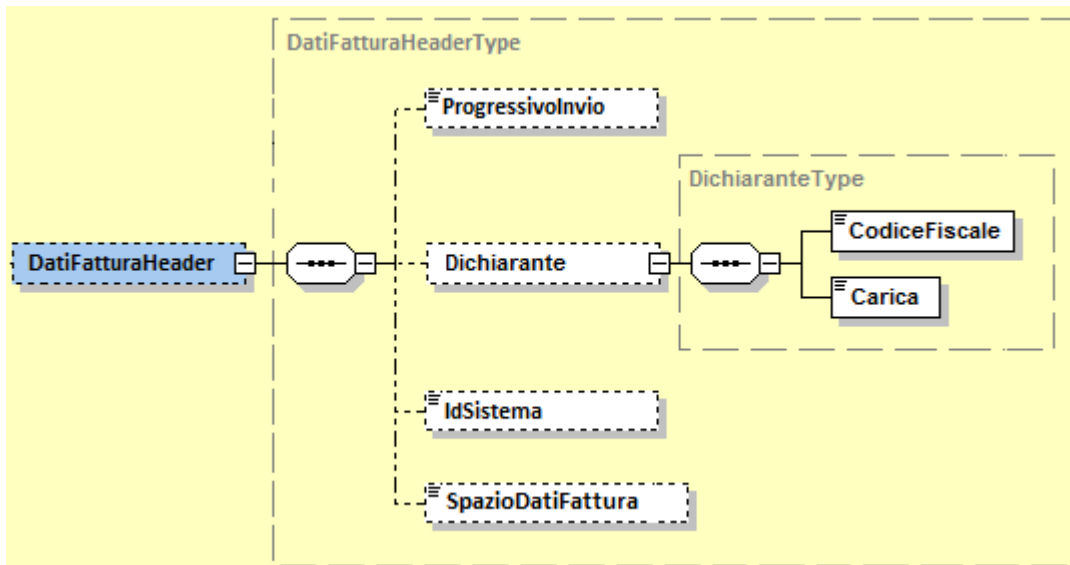 DatiFatturaHeaderType
ProgressivoInvio
DichiaranteType
CodiceFiscale
DatiFatturaHeader
Dichiarante
Carica
IdSistema
SpazioDatiFattura